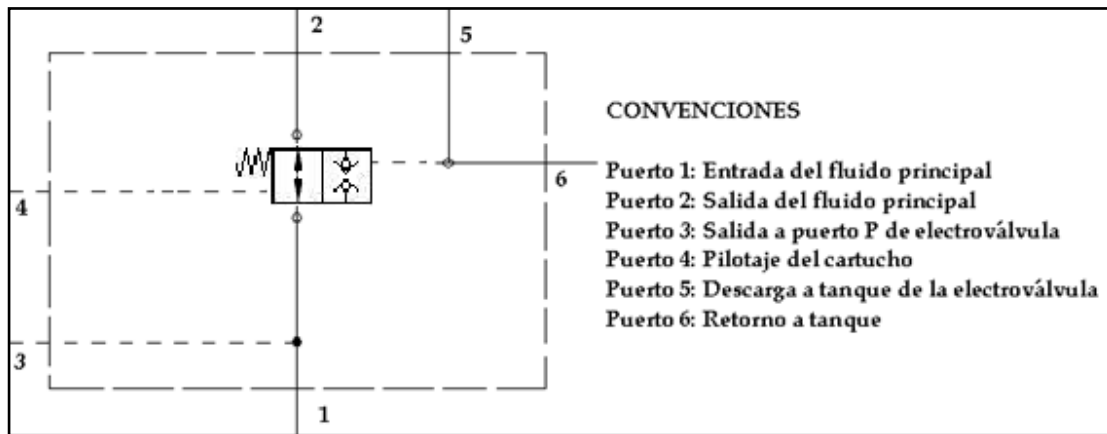 2
5
CONVENCIONES
Puerto 1: Entrada del fluido principal
6
Puerto 2: Salida del fluido principal
4
Puerto 3: Salida a puerto P de electroválvula
Puerto 4: Pilotaje del cartucho
Puerto 5: Descarga a tanque de la electroválvula
Puerto 6: Retorno a tanque
3
1